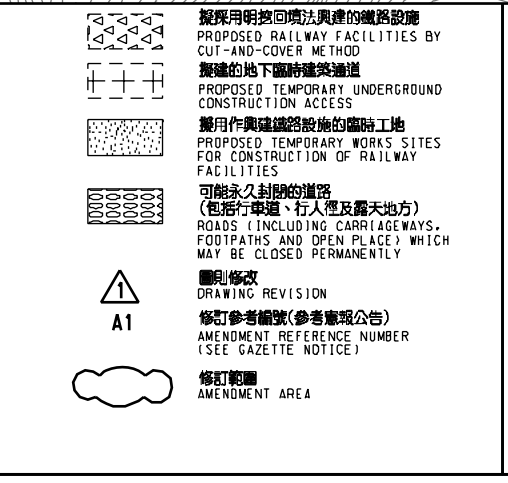 擬採用明挖回填法興建的鐵路設施
PROPOSED RAILWAY FACILITIES BY
CUT-AND-COVER METHOD
擬建的地下臨時建築通道
PROPOSED TEMPORARY UNDERGROUND
CONSTRUCTION ACCESS
擬用作興建鐵路設施的臨時工地
PROPOSED TEMPORARY WORKS SITES
FOR CONSTRUCTION OF RAILWAY
FACILITIES
可能永久封閉的道路
(包括行車道、行人徑及露天地方)
ROADS (INCLUDING CARRIAGEWAYS,
FOOTPATHS AND OPEN PLACE) WHICH
MAY BE CLOSED PERMANENTLY
1
圖則修改
DRAWING REVISION
A1
修訂參考編號(參考憲報公告)
AMENDMENT REFERENCE NUMBER
(SEE GAZETTE NOTICE)
修訂範圍
AMENDMENT AREA